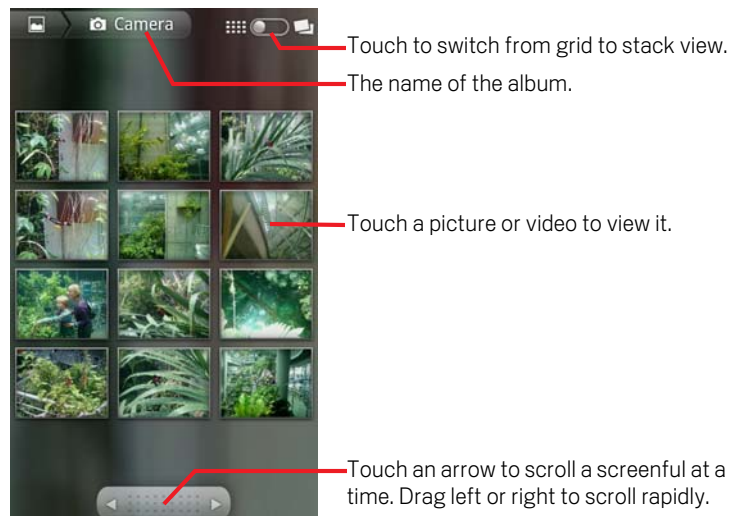 Camera
Touch to switch from grid to stack view.
The name of the album.
Touch a picture or video to view it.
Touch an arrow to scroll a screenful at a
time. Drag left or right to scroll rapidly.